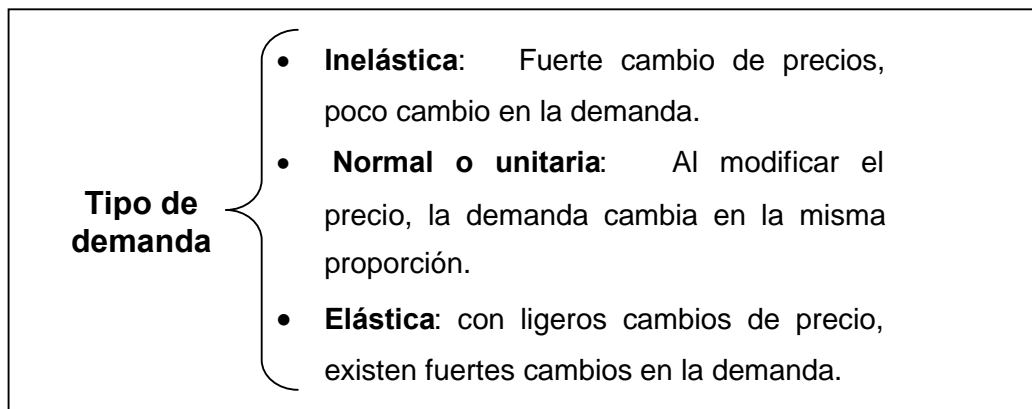 Tipo de
demanda
• Inelástica: Fuerte cambio de precios,
poco cambio en la demanda.
• Normal o unitaria: Al modificar el
precio, la demanda cambia en la misma
proporción.
• Elástica: con ligeros cambios de precio,
existen fuertes cambios en la demanda.